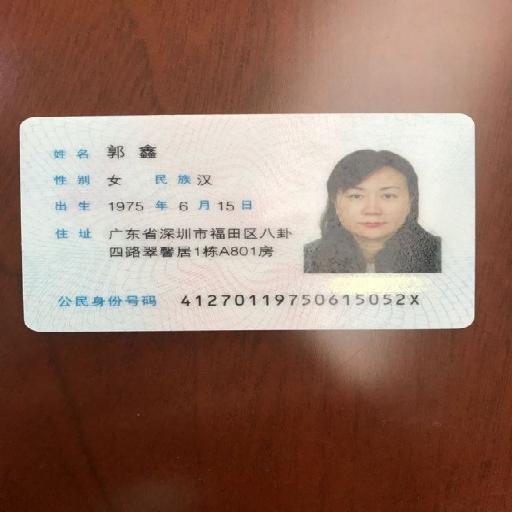 姓名 郭鑫
性别 女 民族 汉
出生 1975 年 6 月 15 日
住址 广东省深圳市福田区八卦
四路翠馨居1栋A801房
公民身份号码 41270119750615052X